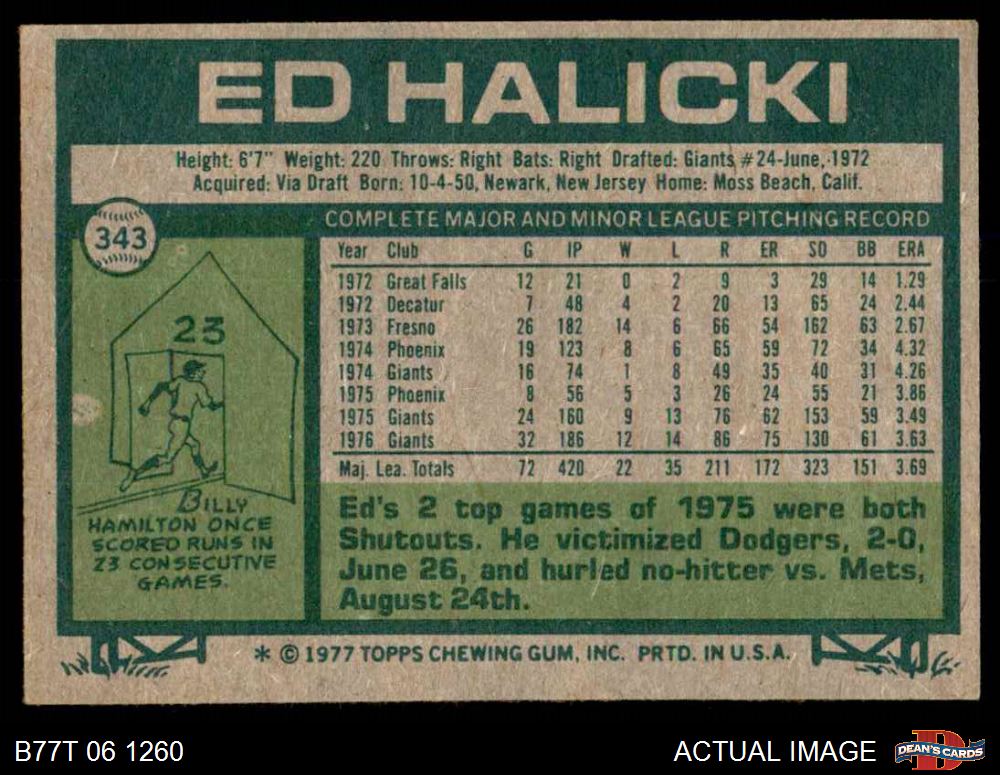 ED HALICKI
Height: 6'7" Weight: 220 Throws: Right Bats: Right Drafted: Giants #24-June, 1972
Acquired: Via Draft Born: 10-4-50, Newark, New Jersey Home: Moss Beach, Calif.
343
COMPLETE MAJOR AND MINOR LEAGUE PITCHING RECORD
Year Club G IP W L R ER SO BB ERA
1972 Great Falls 12 21 0 2 9 3 29 14 1.29
1972 Decatur 7 48 4 2 20 13 65 24 2.44
1973 Fresno 26 182 14 6 66 54 162 63 2.67
1974 Phoenix 19 123 8 6 65 59 72 34 4.32
1974 Giants 16 74 1 8 49 35 40 31 4.26
1975 Phoenix 8 56 5 3 26 24 55 21 3.86
1975 Giants 24 160 9 13 76 62 153 59 3.49
1976 Giants 32 186 12 14 86 75 130 61 3.63
Maj. Lea. Totals 72 420 22 35 211 172 323 151 3.69
23
BILLY
HAMILTON ONCE
SCORED RUNS IN
23 CONSECUTIVE
GAMES.
Ed's 2 top games of 1975 were both
Shutouts. He victimized Dodgers, 2-0,
June 26, and hurled no-hitter vs. Mets,
August 24th.
* © 1977 TOPPS CHEWING GUM, INC. PRTD. IN U.S.A.
B77T 06 1260
ACTUAL IMAGE
DEAN'S CARDS